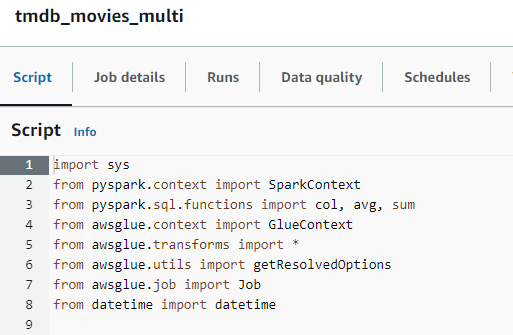 tmdb_movies_multi
Script Job details Runs Data quality Schedules
Script Info
1 import sys
2 from pyspark.context import SparkContext
3 from pyspark.sql.functions import col, avg, sum
4 from awsglue.context import GlueContext
5 from awsglue.transforms import *
6 from awsglue.utils import getResolvedOptions
7 from awsglue.job import Job
8 from datetime import datetime
9